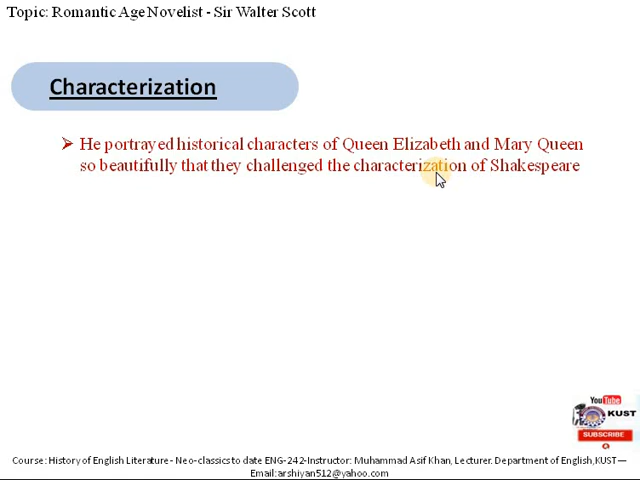 Topic: Romantic Age Novelist - Sir Walter Scott
Characterization
➢ He portrayed historical characters of Queen Elizabeth and Mary Queen
so beautifully that they challenged the characterization of Shakespeare
YouTube
KUST
SUBSCRIBE
Course: History of English Literature - Neo-classics to date ENG-242-Instructor: Muhammad Asif Khan, Lecturer. Department of English,KUST—
Email:arshiyan512@yahoo.com